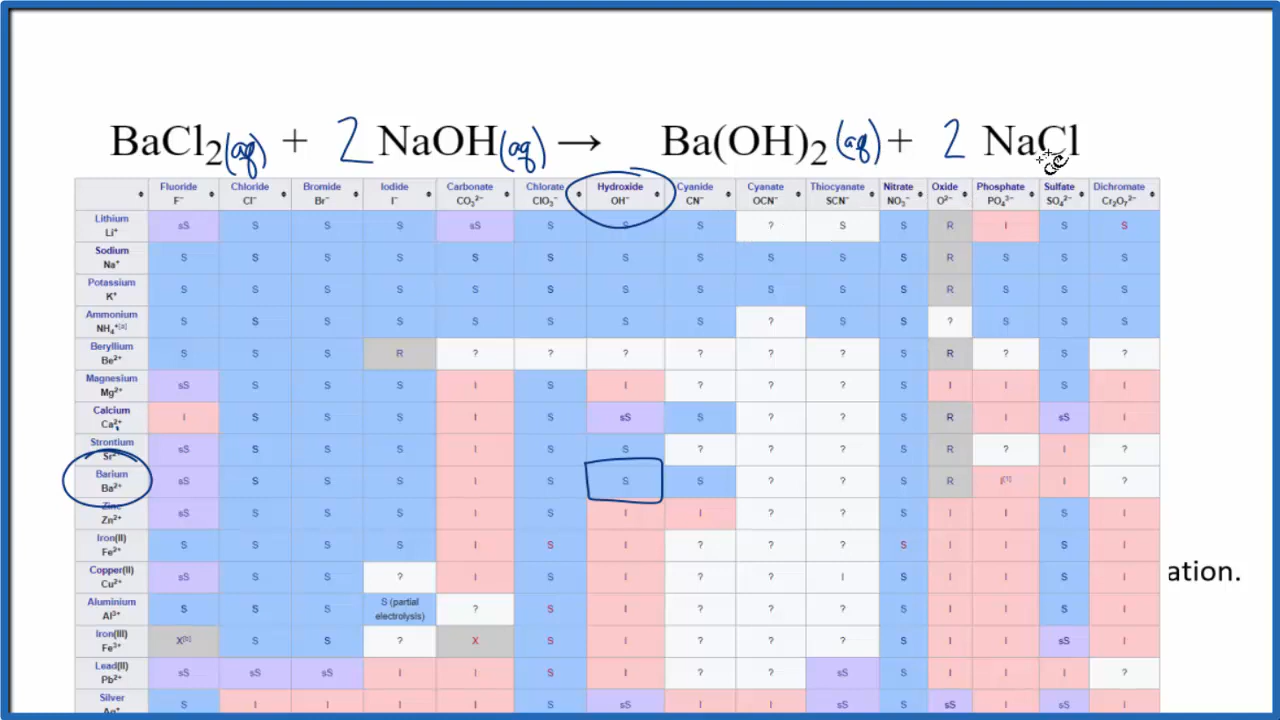 BaCl₂(aq) + 2 NaOH(aq) → Ba(OH)₂(aq) + 2 NaCl
Fluoride Chloride Bromide Iodide Carbonate Chlorate Hydroxide Cyanide Cyanate Thiocyanate Nitrate Oxide Phosphate Sulfate Dichromate
F⁻ Cl⁻ Br⁻ I⁻ CO₃²⁻ ClO₃⁻ OH⁻ CN⁻ OCN⁻ SCN⁻ NO₃⁻ O²⁻ PO₄³⁻ SO₄²⁻ Cr₂O₇²⁻
Lithium Li⁺ sS S S S sS S S S ? S S R I S S
Sodium Na⁺ S S S S S S S S S S S R S S S
Potassium K⁺ S S S S S S S S S S S R S S S
Ammonium NH₄⁺[a] S S S S S S S S ? S S ? S S S
Beryllium Be²⁺ S S S R ? ? ? ? ? ? S R ? S ?
Magnesium Mg²⁺ sS S S S I S I ? ? ? S I I S I
Calcium Ca²⁺ I S S S I S sS S ? ? S R I sS I
Strontium Sr²⁺ sS S S S I S S ? ? ? S R ? I ?
Barium Ba²⁺ sS S S S I S S S ? ? S R I[1] I ?
Zinc Zn²⁺ sS S S S I S I I ? ? S I I S I
Iron(II) Fe²⁺ S S S S I S I ? ? ? S I I S I
ation.
Copper(II) Cu²⁺ sS S S ? I S I ? ? I S I I S I
Aluminium Al³⁺ S S S S (partial electrolysis) ? S I ? ? ? S I I S I
Iron(III) Fe³⁺ S S ? X S I ? ? ? S I I sS I
Lead(II) Pb²⁺ sS sS sS I I S I ? ? sS S I I I ?
Silver Ag⁺ S I I I I S sS I I sS S sS I sS I